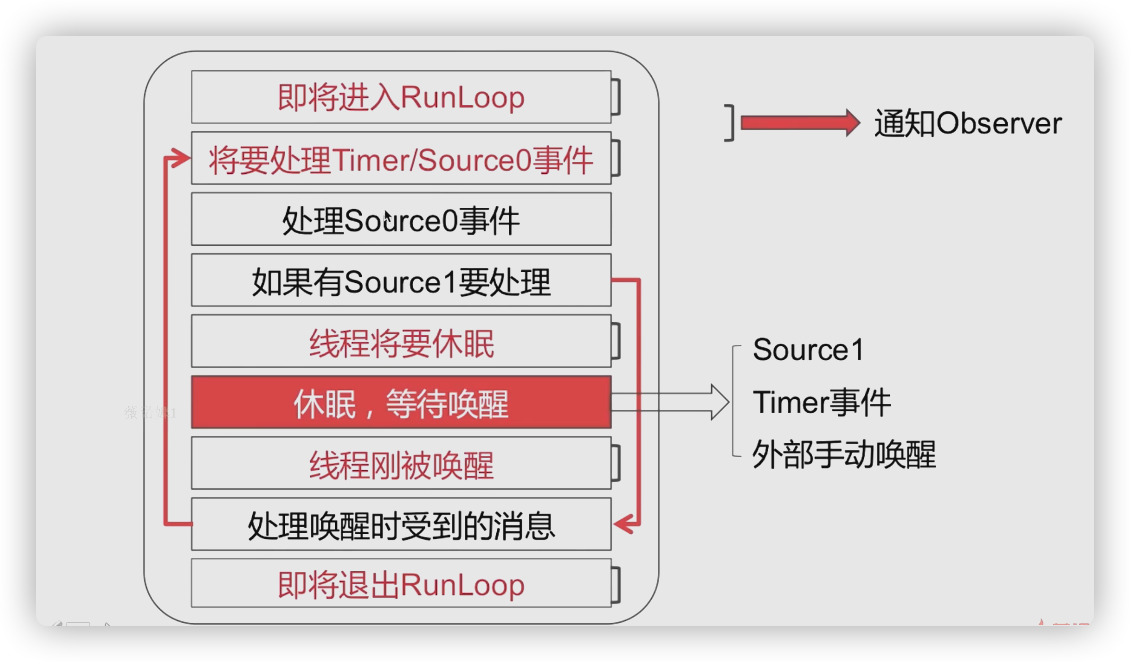 即将进入RunLoop
通知Observer
将要处理Timer/Source0事件
处理Source0事件
如果有Source1要处理
线程将要休眠
Source1
休眠，等待唤醒
Timer事件
线程刚被唤醒
外部手动唤醒
处理唤醒时受到的消息
即将退出RunLoop